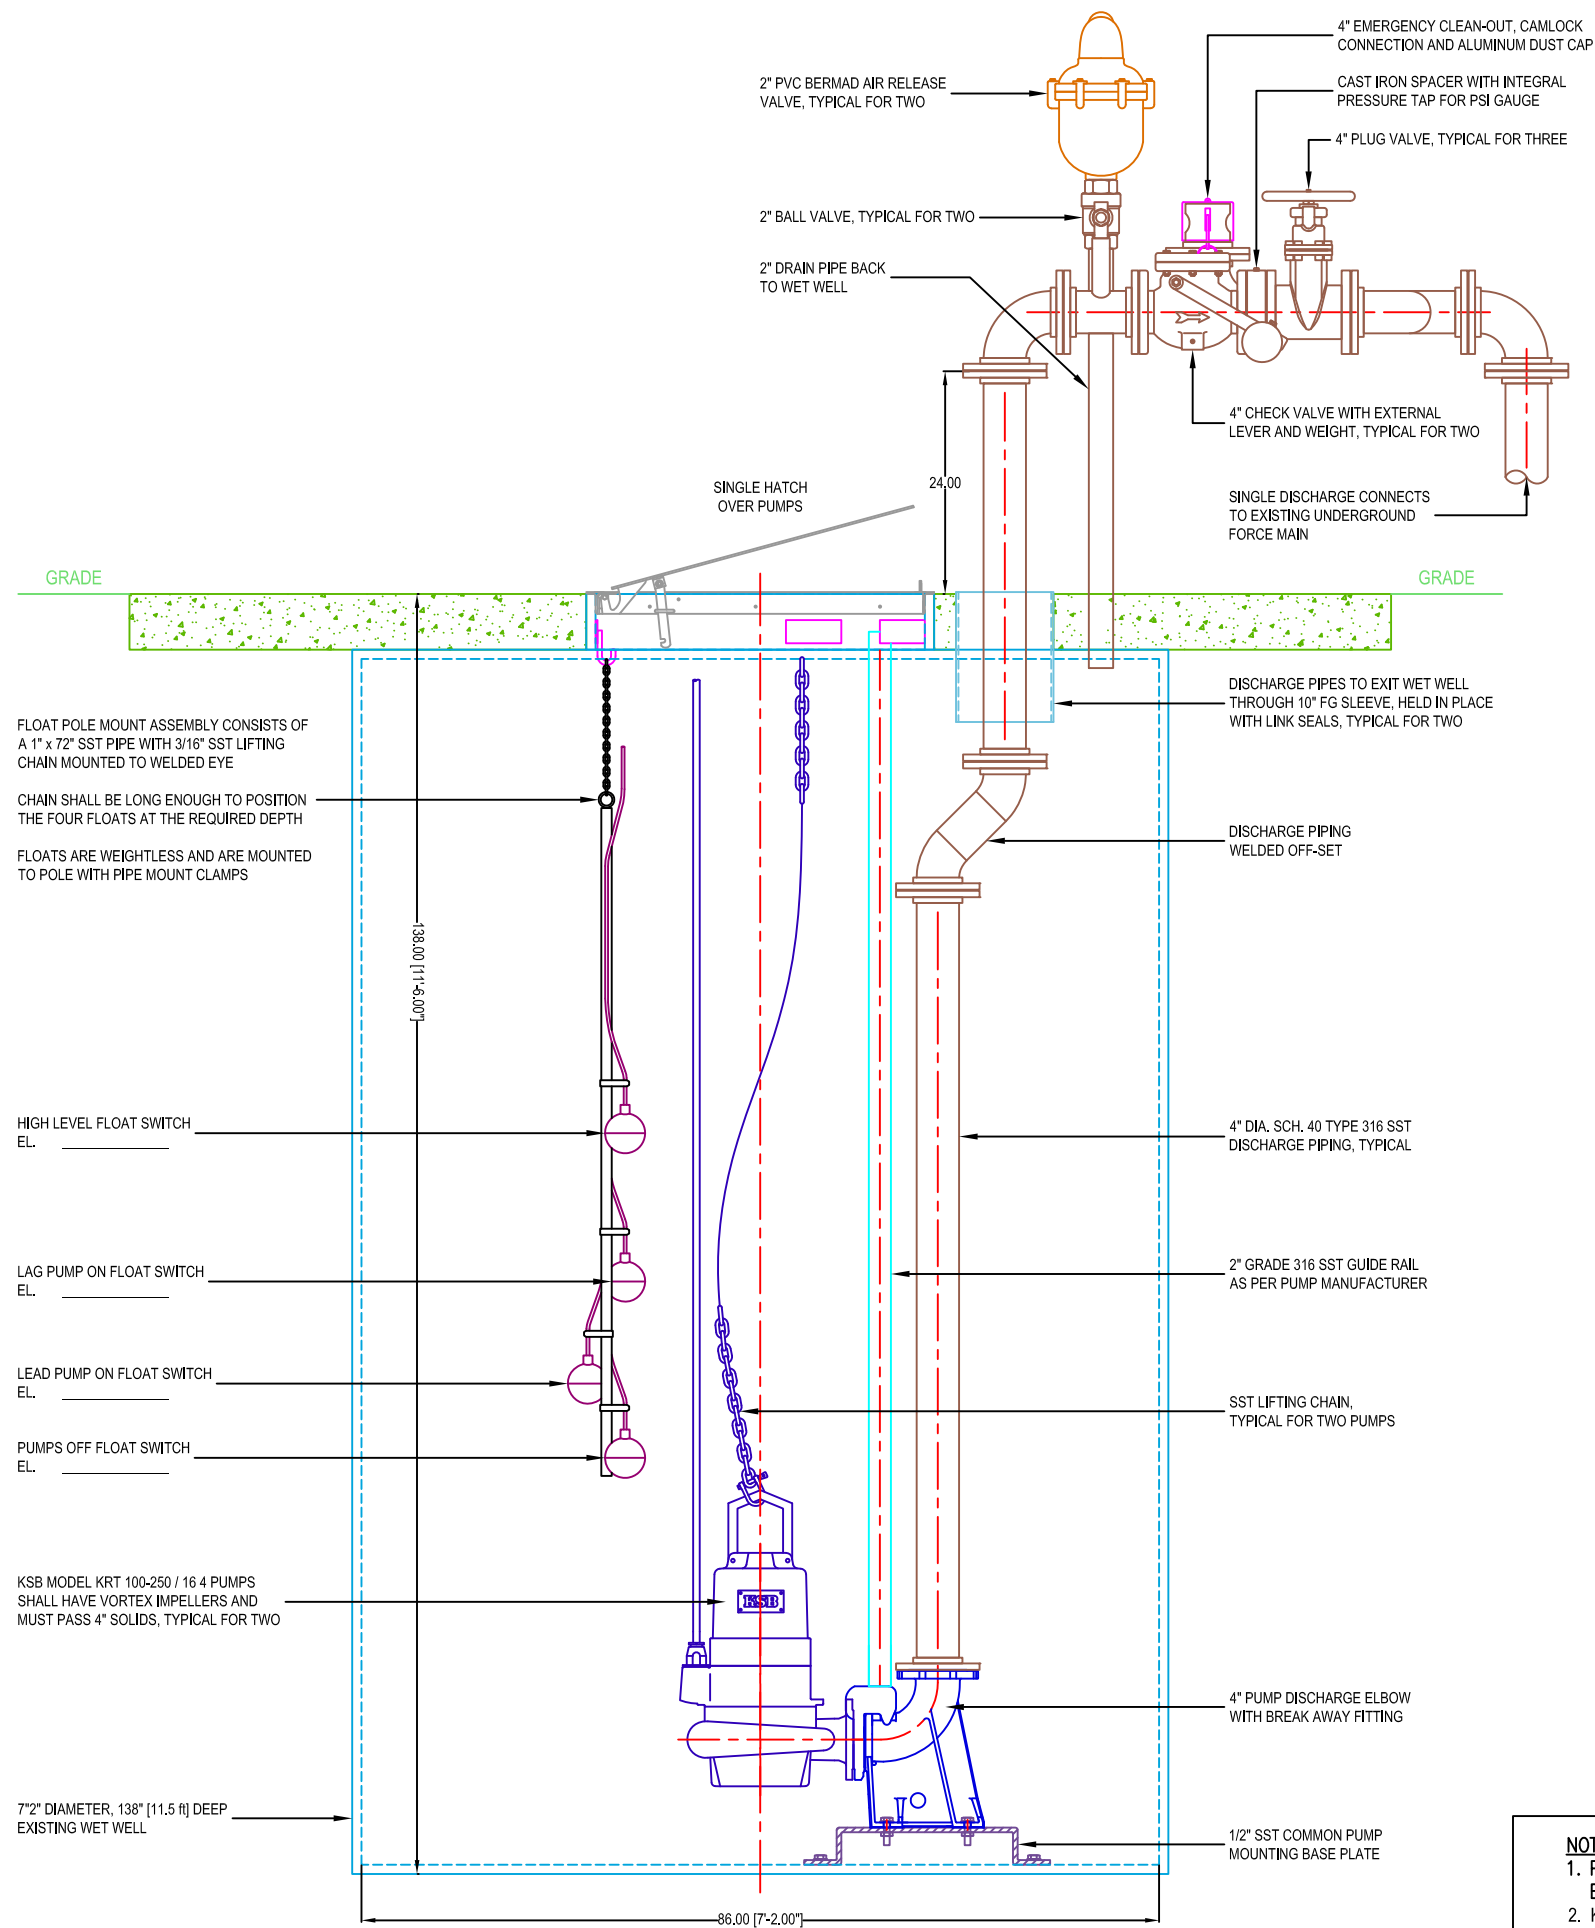 4" EMERGENCY CLEAN-OUT, CAMLOCK
CONNECTION AND ALUMINUM DUST CAP
2" PVC BERMAD AIR RELEASE
VALVE, TYPICAL FOR TWO
CAST IRON SPACER WITH INTEGRAL
PRESSURE TAP FOR PSI GAUGE
4" PLUG VALVE, TYPICAL FOR THREE
2" BALL VALVE, TYPICAL FOR TWO
2" DRAIN PIPE BACK
TO WET WELL
4" CHECK VALVE WITH EXTERNAL
LEVER AND WEIGHT, TYPICAL FOR TWO
24.00
SINGLE HATCH
OVER PUMPS
SINGLE DISCHARGE CONNECTS
TO EXISTING UNDERGROUND
FORCE MAIN
GRADE
GRADE
DISCHARGE PIPES TO EXIT WET WELL
THROUGH 10" FG SLEEVE, HELD IN PLACE
WITH LINK SEALS, TYPICAL FOR TWO
FLOAT POLE MOUNT ASSEMBLY CONSISTS OF
A 1" x 72" SST PIPE WITH 3/16" SST LIFTING
CHAIN MOUNTED TO WELDED EYE
CHAIN SHALL BE LONG ENOUGH TO POSITION
THE FOUR FLOATS AT THE REQUIRED DEPTH
FLOATS ARE WEIGHTLESS AND ARE MOUNTED
TO POLE WITH PIPE MOUNT CLAMPS
DISCHARGE PIPING
WELDED OFF-SET
138.00 [11'-6.00"]
HIGH LEVEL FLOAT SWITCH
EL.
4" DIA. SCH. 40 TYPE 316 SST
DISCHARGE PIPING, TYPICAL
LAG PUMP ON FLOAT SWITCH
EL.
2" GRADE 316 SST GUIDE RAIL
AS PER PUMP MANUFACTURER
LEAD PUMP ON FLOAT SWITCH
EL.
SST LIFTING CHAIN,
TYPICAL FOR TWO PUMPS
PUMPS OFF FLOAT SWITCH
EL.
KSB MODEL KRT 100-250 / 16 4 PUMPS
SHALL HAVE VORTEX IMPELLERS AND
MUST PASS 4" SOLIDS, TYPICAL FOR TWO
KSB
4" PUMP DISCHARGE ELBOW
WITH BREAK AWAY FITTING
7"2" DIAMETER, 138" [11.5 ft] DEEP
EXISTING WET WELL
1/2" SST COMMON PUMP
MOUNTING BASE PLATE
86.00 [7'-2.00"]
1.
2.